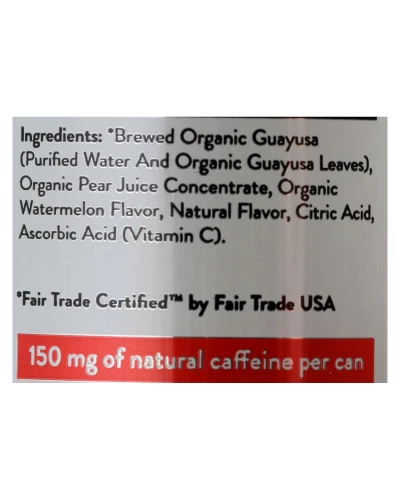 Ingredients: *Brewed Organic Guayusa
(Purified Water And Organic Guayusa Leaves),
Organic Pear Juice Concentrate, Organic
Watermelon Flavor, Natural Flavor, Citric Acid,
Ascorbic Acid (Vitamin C).
*Fair Trade Certified™ by Fair Trade USA
150 mg of natural caffeine per can